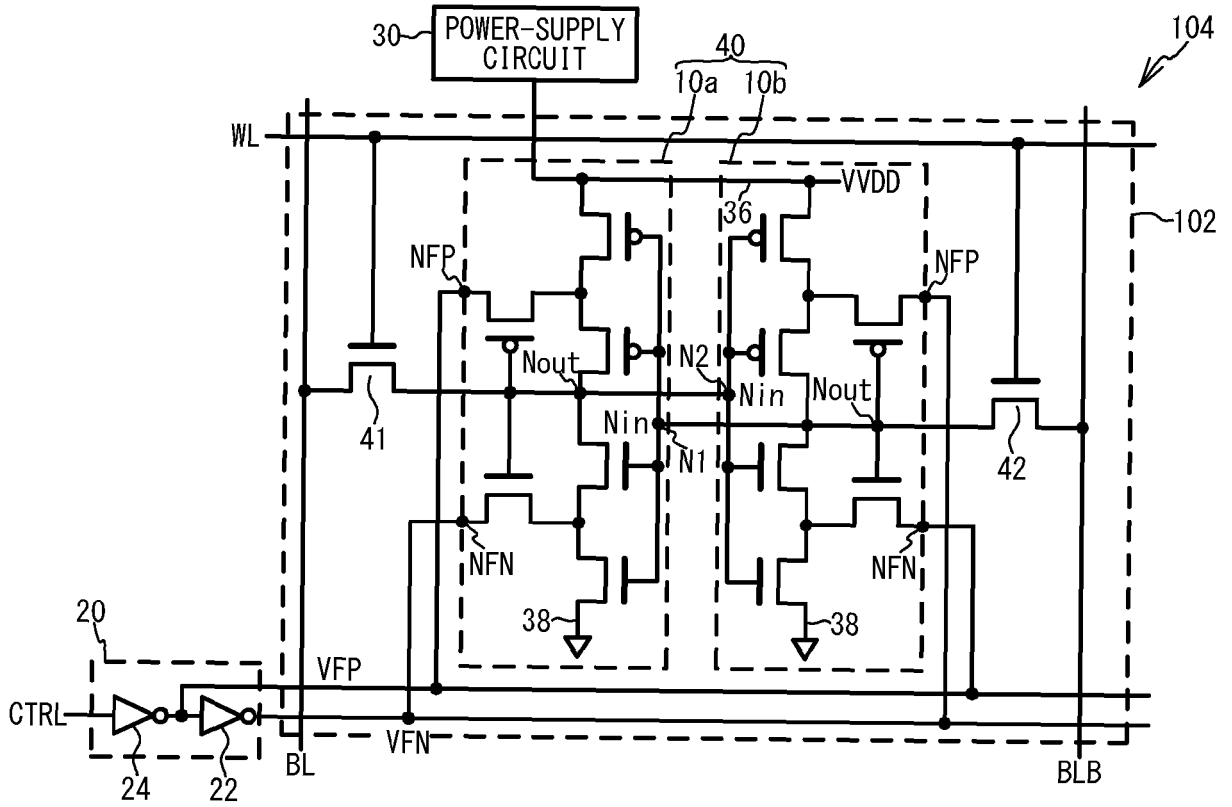 104
30
POWER-SUPPLY
CIRCUIT
40
10a
10b
WL
VVDD
36
102
NFP
NFP
Nout
N2
Nin
Nout
41
Nin
N1
42
NFN
NFN
38
38
20
VFP
CTRL
VFN
24
22
BL
BLB